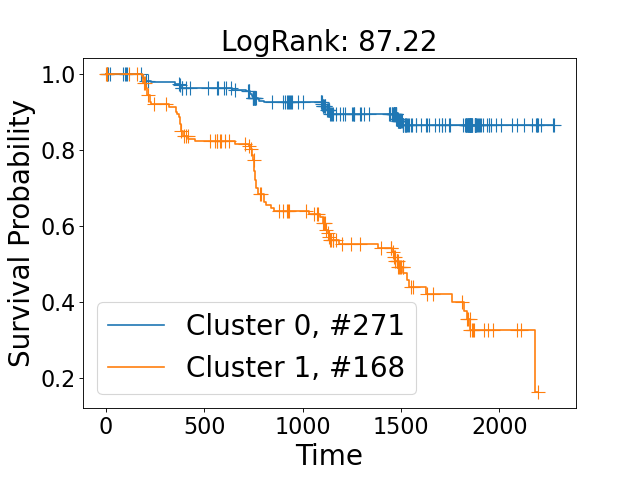 LogRank: 87.22
Survival Probability
1.0
0.8
0.6
0.4
0.2
Cluster 0, #271
Cluster 1, #168
0
500
1000
1500
2000
Time